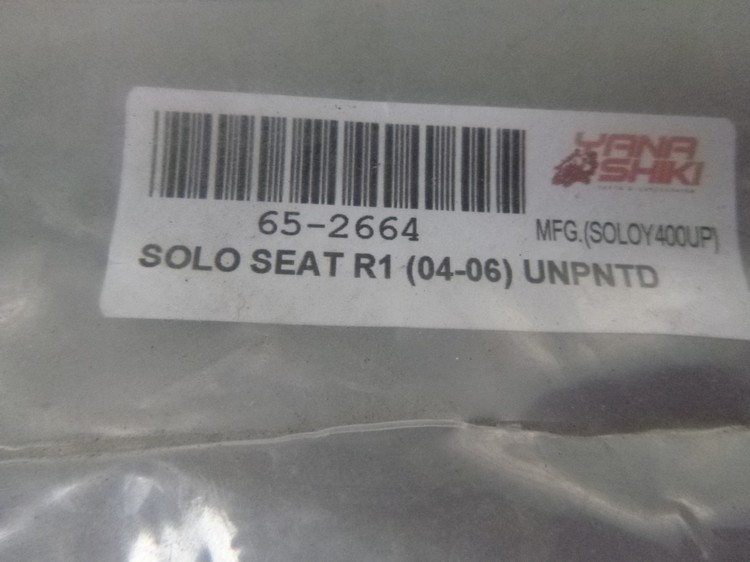 YANA
SHIKI
65-2664
MFG.(SOLOY400UP)
SOLO SEAT R1 (04-06) UNPNTD